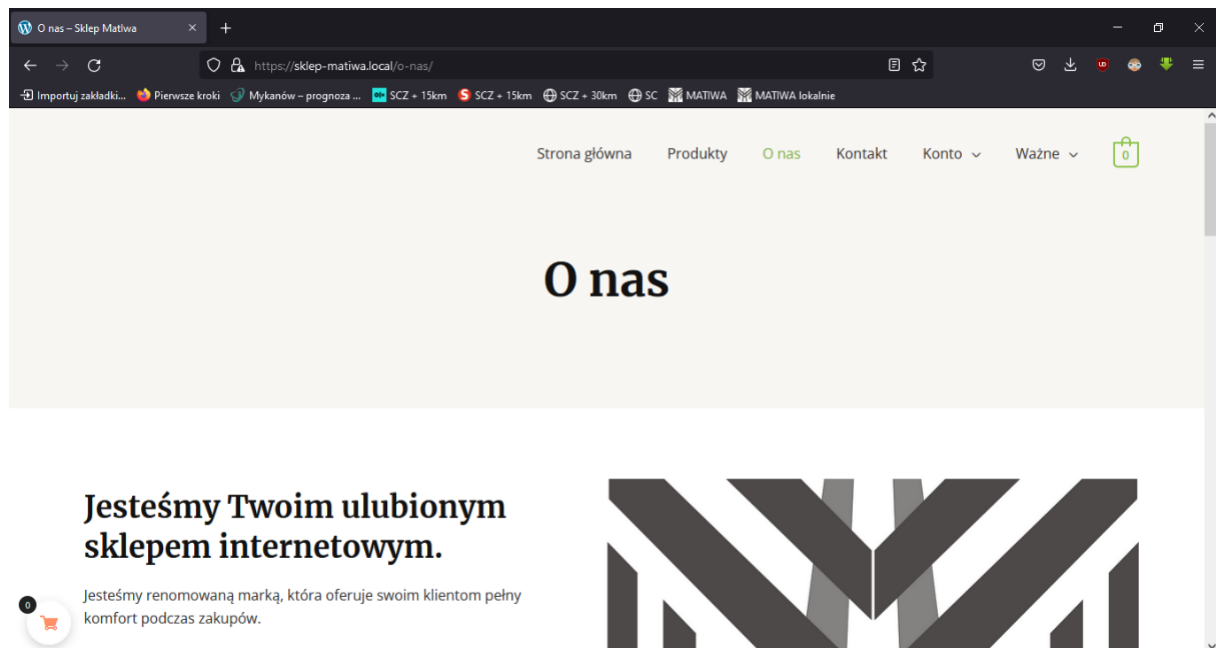 O nas – Sklep Matiwa
https://sklep-matiwa.local/o-nas/
Importuj zakładki... Pierwsze kroki Mykanów – prognoza ... SCZ + 15km SCZ + 15km SCZ + 30km SC MATIWA MATIWA lokalnie
Strona główna Produkty O nas Kontakt Konto Ważne 0
O nas
Jesteśmy Twoim ulubionym
sklepem internetowym.
Jesteśmy renomowaną marką, która oferuje swoim klientom pełny
komfort podczas zakupów.
0